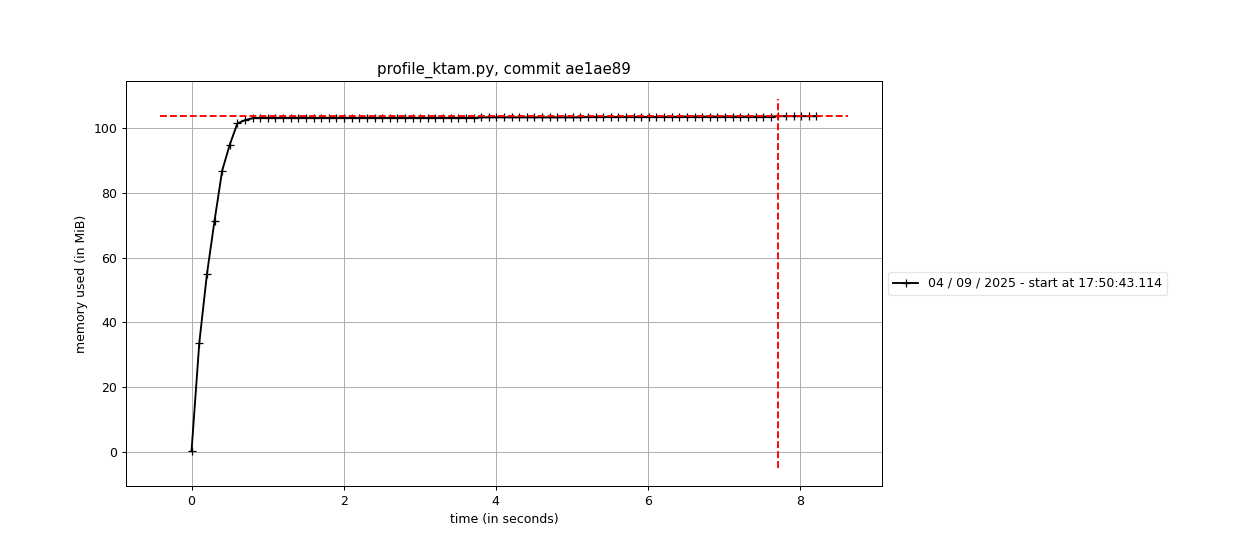 profile_ktam.py, commit ae1ae89
memory used (in MiB)
100
80
60
40
20
0
0 2 4 6 8
time (in seconds)
04 / 09 / 2025 - start at 17:50:43.114